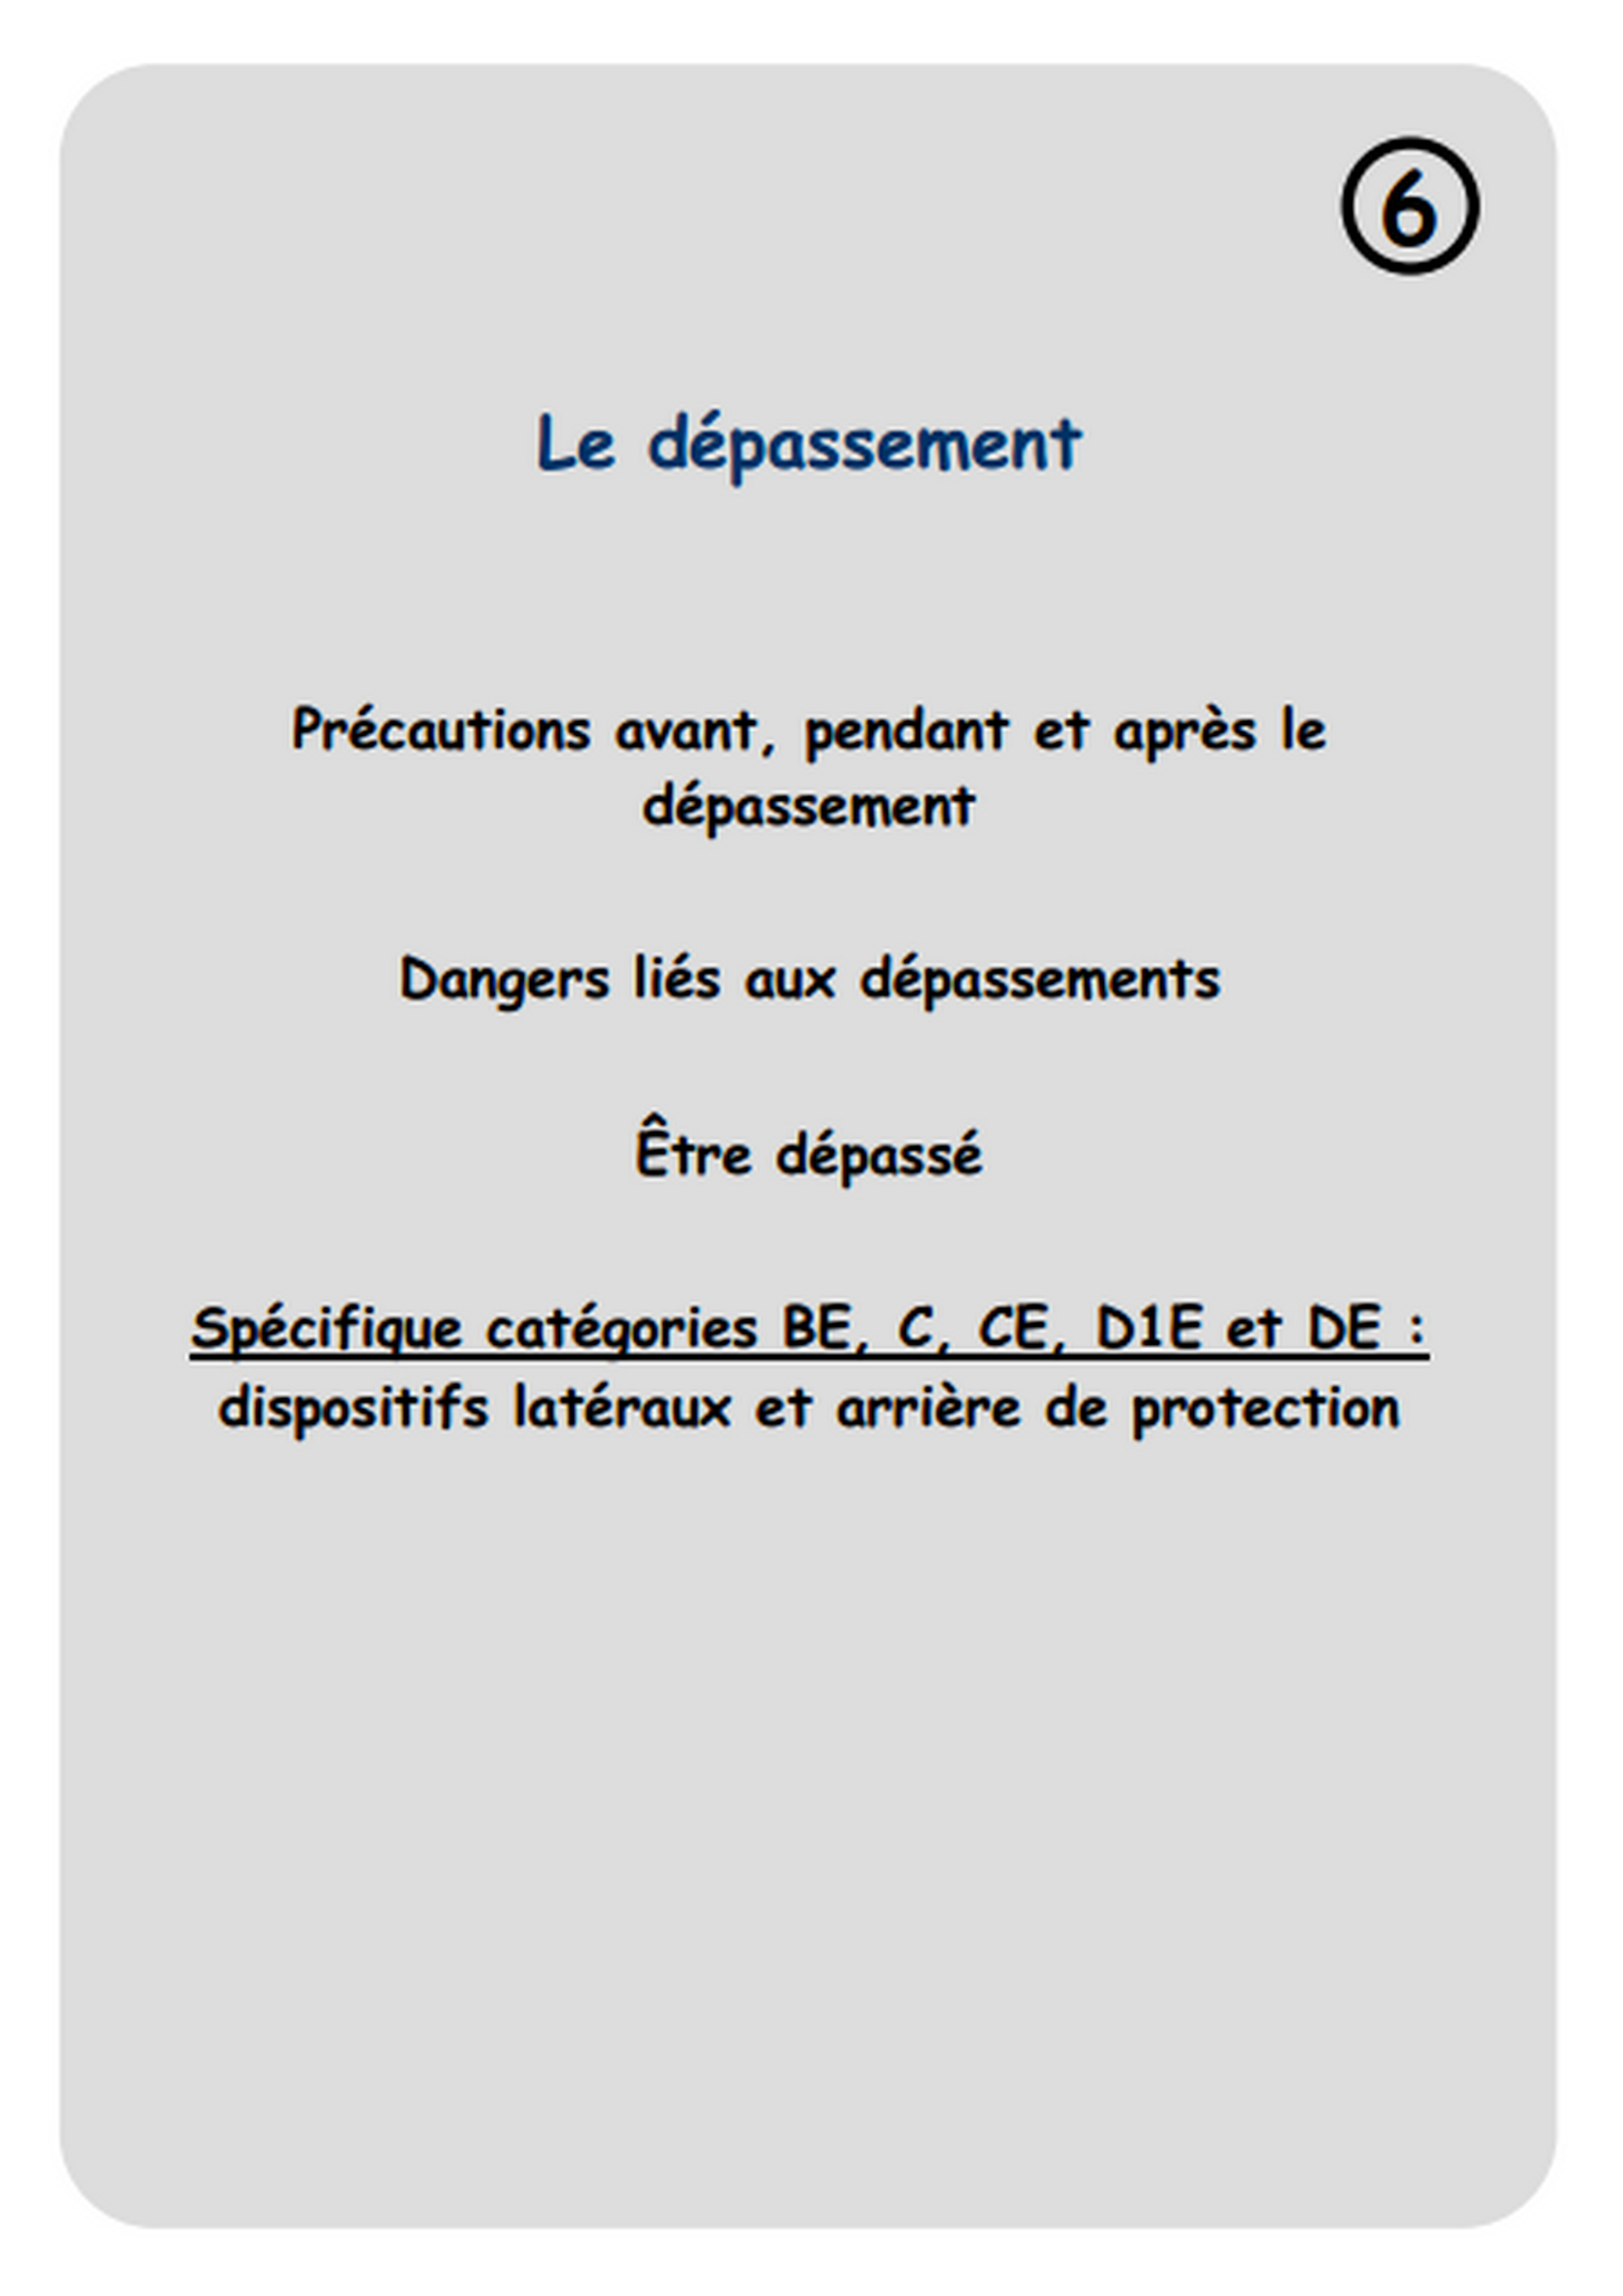 6
Le dépassement
Précautions avant, pendant et après le
dépassement
Dangers liés aux dépassements
Être dépassé
Spécifique catégories BE, C, CE, D1E et DE :
dispositifs latéraux et arrière de protection